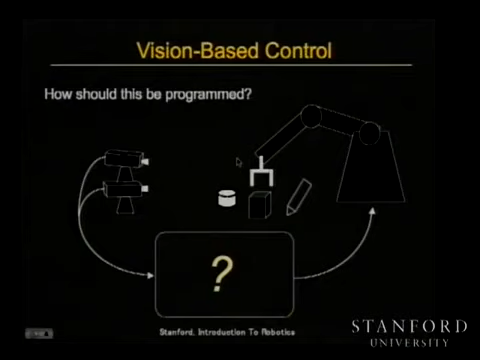 Vision-Based Control
How should this be programmed?
?
Stanford, Introduction To Robotics
STANFORD
UNIVERSITY